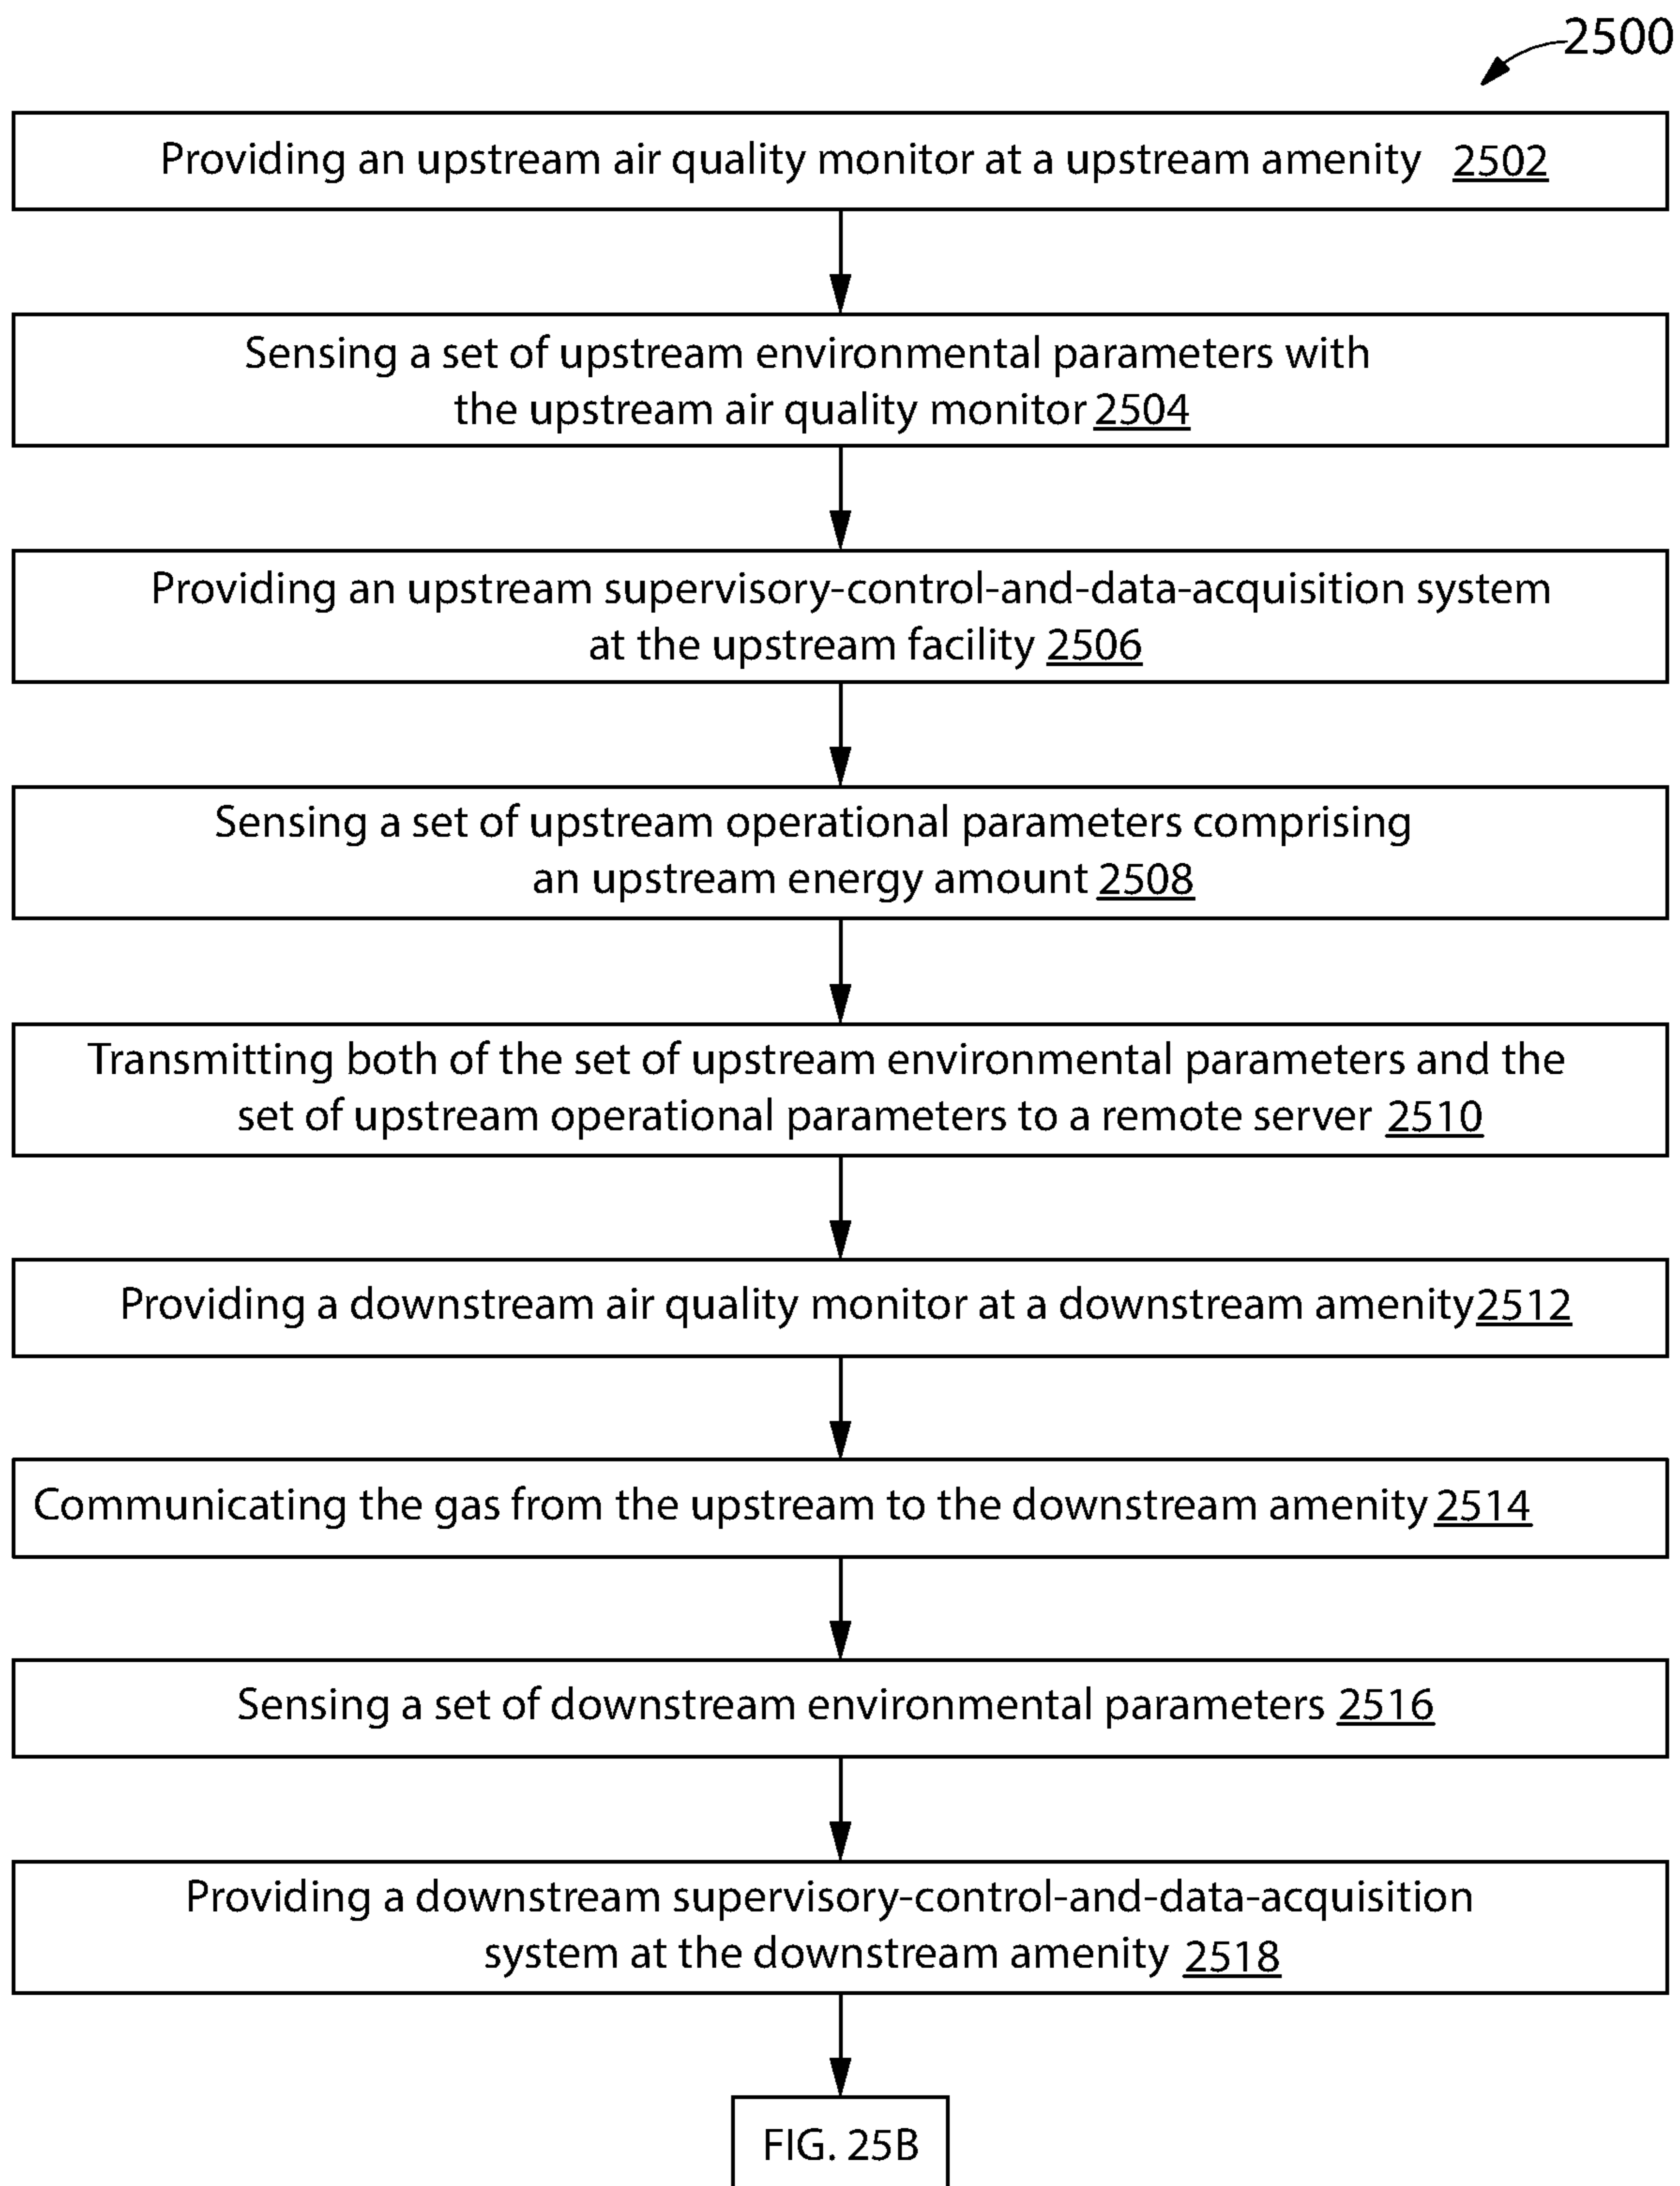 2500
Providing an upstream air quality monitor at a upstream amenity 2502
Sensing a set of upstream environmental parameters with
the upstream air quality monitor 2504
Providing an upstream supervisory-control-and-data-acquisition system
at the upstream facility 2506
Sensing a set of upstream operational parameters comprising
an upstream energy amount 2508
Transmitting both of the set of upstream environmental parameters and the
set of upstream operational parameters to a remote server 2510
Providing a downstream air quality monitor at a downstream amenity 2512
Communicating the gas from the upstream to the downstream amenity 2514
Sensing a set of downstream environmental parameters 2516
Providing a downstream supervisory-control-and-data-acquisition
system at the downstream amenity 2518
FIG. 25B